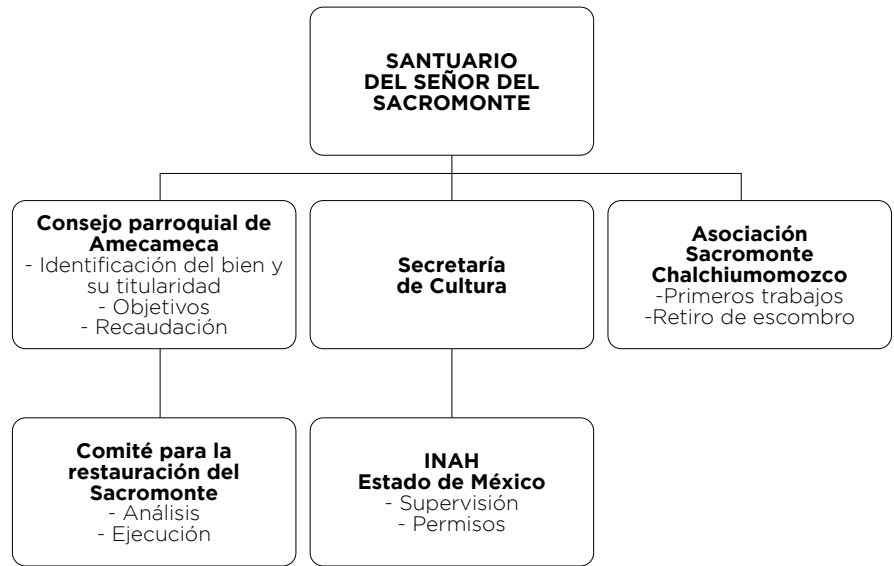 SANTUARIO
DEL SEÑOR DEL
SACROMONTE
Consejo parroquial de
Amecameca
- Identificación del bien y
su titularidad
- Objetivos
- Recaudación
Secretaría
de Cultura
Asociación
Sacromonte
Chalchiumomozco
-Primeros trabajos
-Retiro de escombro
Comité para la
restauración del
Sacromonte
- Análisis
- Ejecución
INAH
Estado de México
- Supervisión
- Permisos